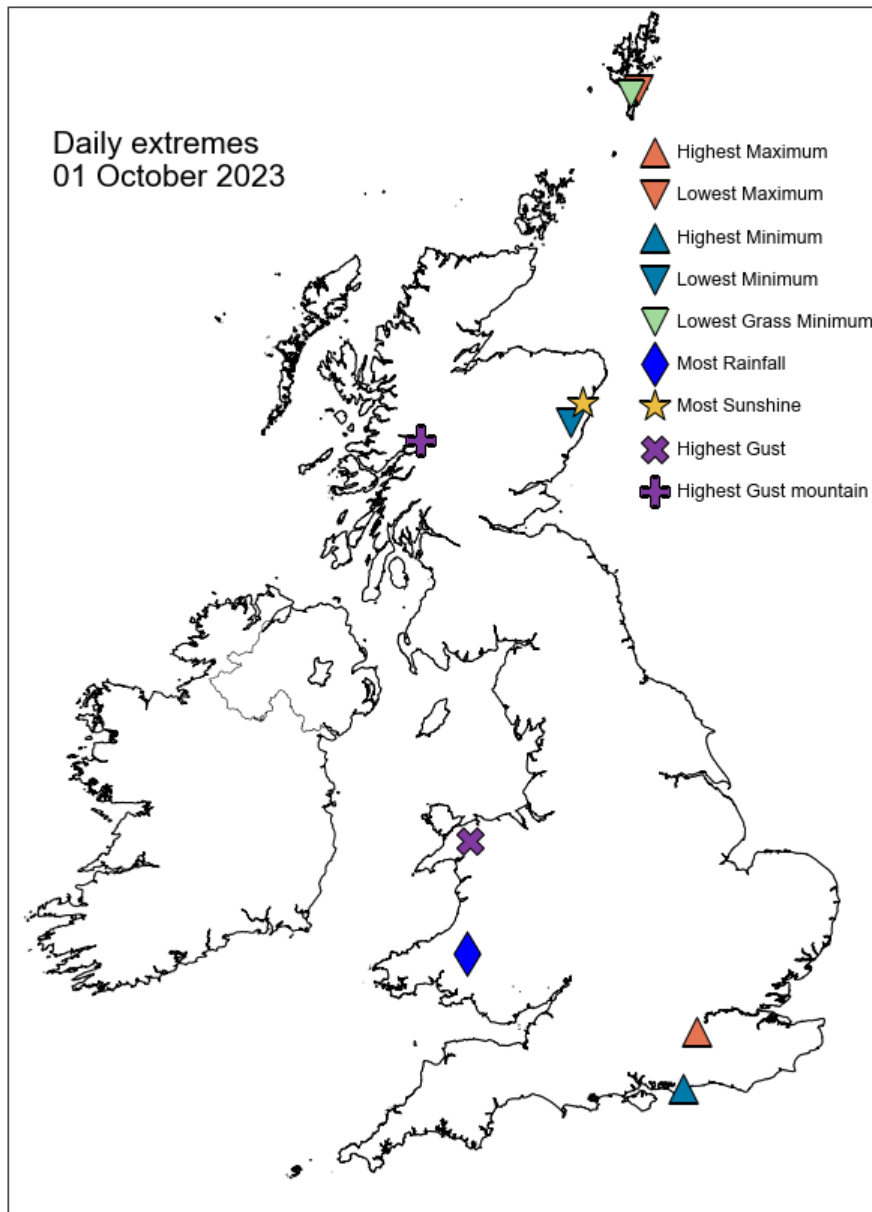 Daily extremes
01 October 2023
Highest Maximum
Lowest Maximum
Highest Minimum
Lowest Minimum
Lowest Grass Minimum
Most Rainfall
Most Sunshine
Highest Gust
Highest Gust mountain